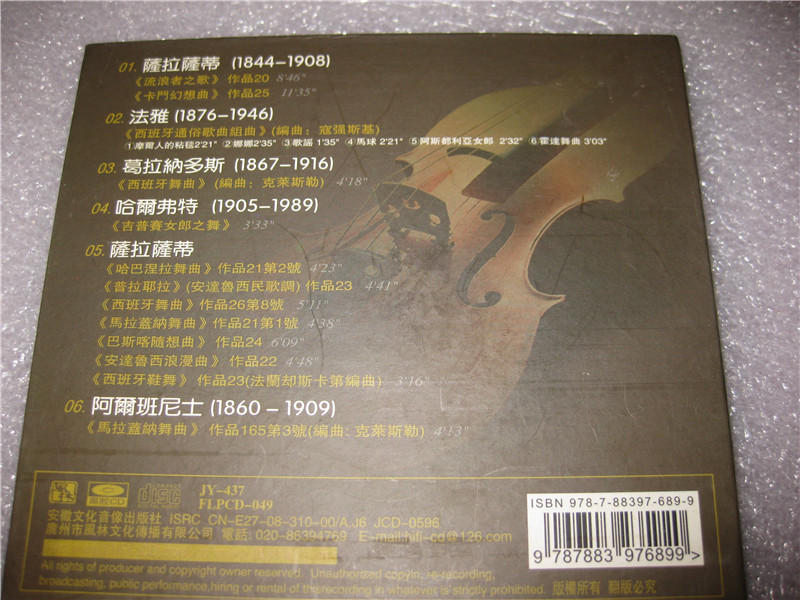 01. 薩拉薩蒂 (1844–1908)
《流浪者之歌》 作品20 8'46"
《卡門幻想曲》 作品25 11'35"
02. 法雅 (1876–1946)
《西班牙通俗歌曲組曲》(編曲：寇强斯基)
①摩爾人的粘毯2'21" ②娜娜2'35" ③歌謡 1'35" ④馬球 2'21" ⑤阿斯都利亞女郎 2'32" ⑥霍達舞曲 3'03"
03. 葛拉納多斯 (1867–1916)
《西班牙舞曲》 (編曲：克萊斯勒) 4'18"
04. 哈爾弗特 (1905–1989)
《吉普賽女郎之舞》 3'33"
05. 薩拉薩蒂
《哈巴涅拉舞曲》作品21第2號 4'23"
《普拉耶拉》(安達魯西民歌調) 作品23 4'41"
《西班牙舞曲》作品26第8號 5'11"
《馬拉蓋納舞曲》作品21第1號 4'38"
《巴斯喀隨想曲》 作品24 6'09"
《安達魯西浪漫曲》 作品22 4'48"
《西班牙鞋舞》 作品23(法蘭却斯卡第編曲) 3'16"
06. 阿爾班尼士 (1860 – 1909)
《馬拉蓋納舞曲》 作品165第3號(編曲：克萊斯勒) 4'13"
JY-437
FLPCD-049
安徽文化音像出版社 ISRC CN-E27-08-310-00/A.J6 JCD-0596
廣州市風林文化傳播有限公司 電話: 020-86394769 E-mail:hifi-cd@126.com
All rights of producer and copyright owner reserved. Unauthorised copyin, re-recording,
broadcasting, public performance,hiring or rental of thisrecording in whatever is strictly prohibited. 版權所有 翻版必究
ISBN 978-7-88397-689-9
9 787883 976899